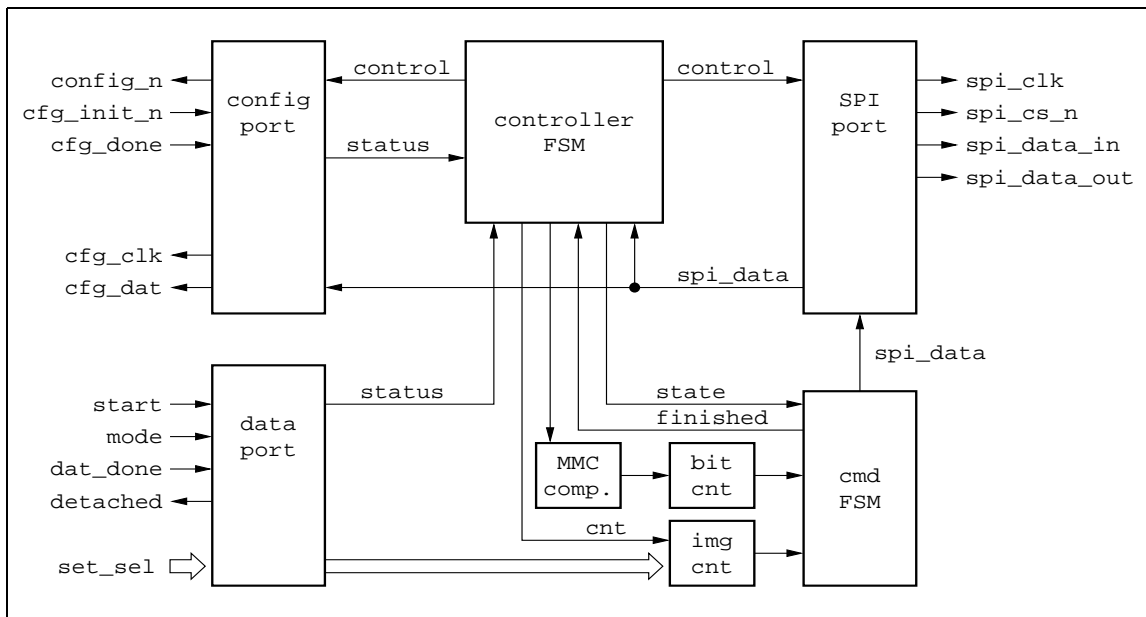 config_n
cfg_init_n
cfg_done
cfg_clk
cfg_dat
config
port
control
status
controller
FSM
control
SPI
port
spi_clk
spi_cs_n
spi_data_in
spi_data_out
spi_data
spi_data
start
mode
dat_done
detached
set_sel
data
port
status
state
finished
MMC
comp.
bit
cnt
cnt
img
cnt
cmd
FSM